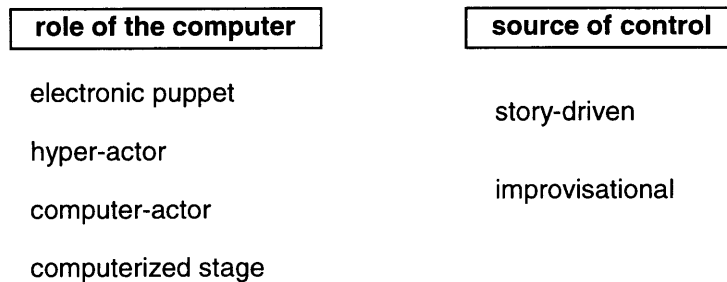 role of the computer
electronic puppet
hyper-actor
computer-actor
computerized stage
source of control
story-driven
improvisational